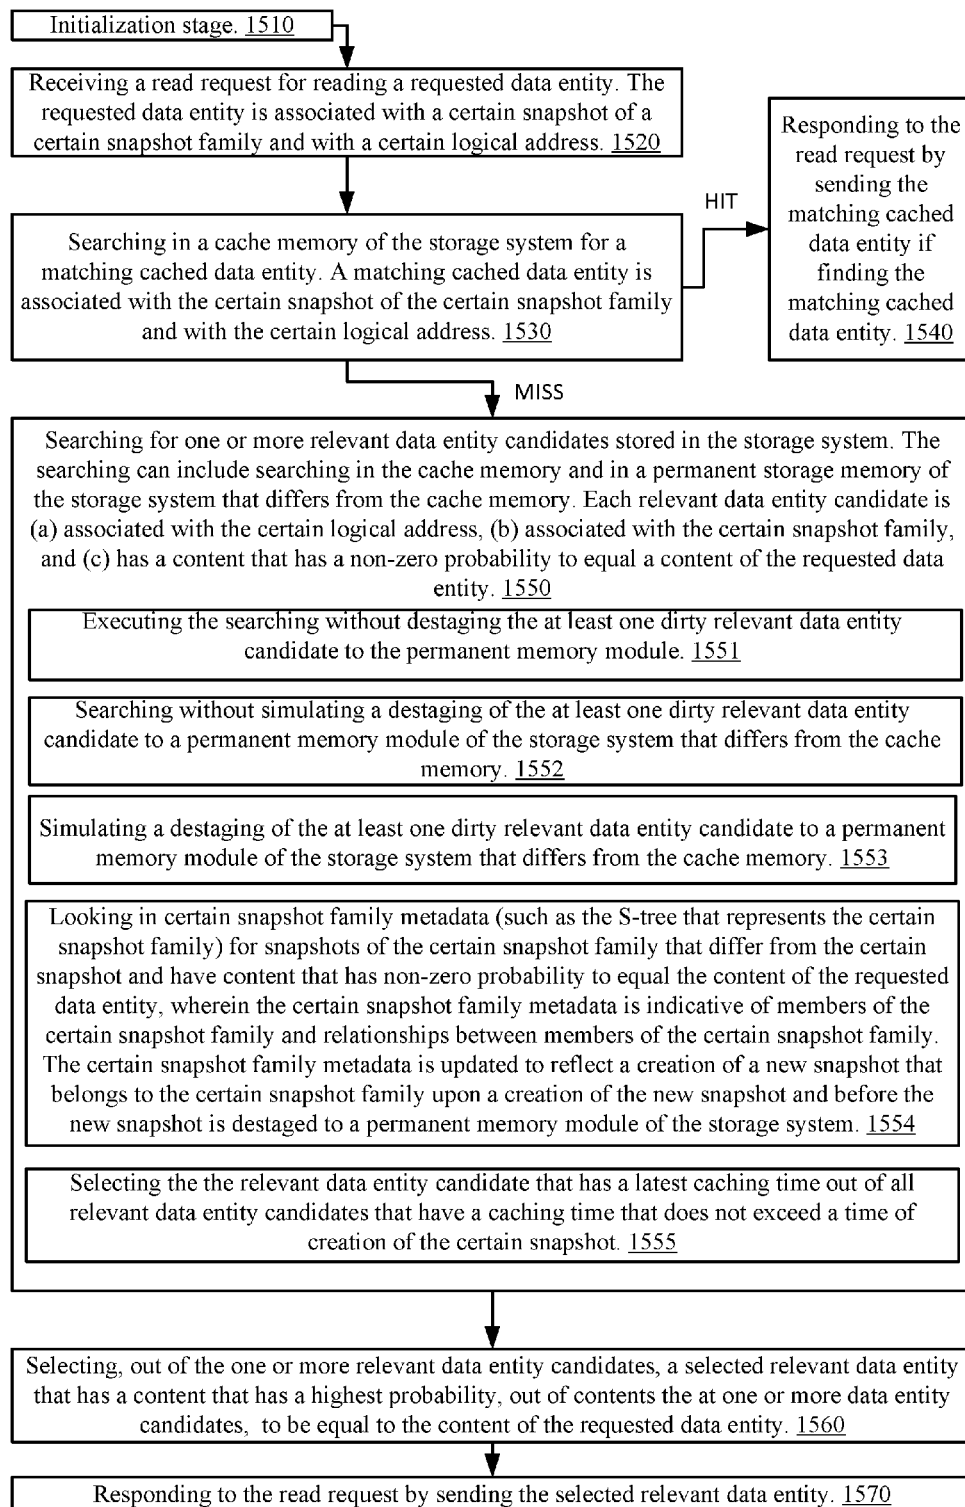 Initialization stage. 1510
Receiving a read request for reading a requested data entity. The
requested data entity is associated with a certain snapshot of a
certain snapshot family and with a certain logical address. 1520
HIT
Responding to the
read request by
sending the
matching cached
data entity if
finding the
matching cached
data entity. 1540
Searching in a cache memory of the storage system for a
matching cached data entity. A matching cached data entity is
associated with the certain snapshot of the certain snapshot family
and with the certain logical address. 1530
MISS
Searching for one or more relevant data entity candidates stored in the storage system. The
searching can include searching in the cache memory and in a permanent storage memory of
the storage system that differs from the cache memory. Each relevant data entity candidate is
(a) associated with the certain logical address, (b) associated with the certain snapshot family,
and (c) has a content that has a non-zero probability to equal a content of the requested data
entity. 1550
Executing the searching without destaging the at least one dirty relevant data entity
candidate to the permanent memory module. 1551
Searching without simulating a destaging of the at least one dirty relevant data entity
candidate to a permanent memory module of the storage system that differs from the cache
memory. 1552
Simulating a destaging of the at least one dirty relevant data entity candidate to a permanent
memory module of the storage system that differs from the cache memory. 1553
Looking in certain snapshot family metadata (such as the S-tree that represents the certain
snapshot family) for snapshots of the certain snapshot family that differ from the certain
snapshot and have content that has non-zero probability to equal the content of the requested
data entity, wherein the certain snapshot family metadata is indicative of members of the
certain snapshot family and relationships between members of the certain snapshot family.
The certain snapshot family metadata is updated to reflect a creation of a new snapshot that
belongs to the certain snapshot family upon a creation of the new snapshot and before the
new snapshot is destaged to a permanent memory module of the storage system. 1554
Selecting the the relevant data entity candidate that has a latest caching time out of all
relevant data entity candidates that have a caching time that does not exceed a time of
creation of the certain snapshot. 1555
Selecting, out of the one or more relevant data entity candidates, a selected relevant data entity
that has a content that has a highest probability, out of contents the at one or more data entity
candidates, to be equal to the content of the requested data entity. 1560
Responding to the read request by sending the selected relevant data entity. 1570